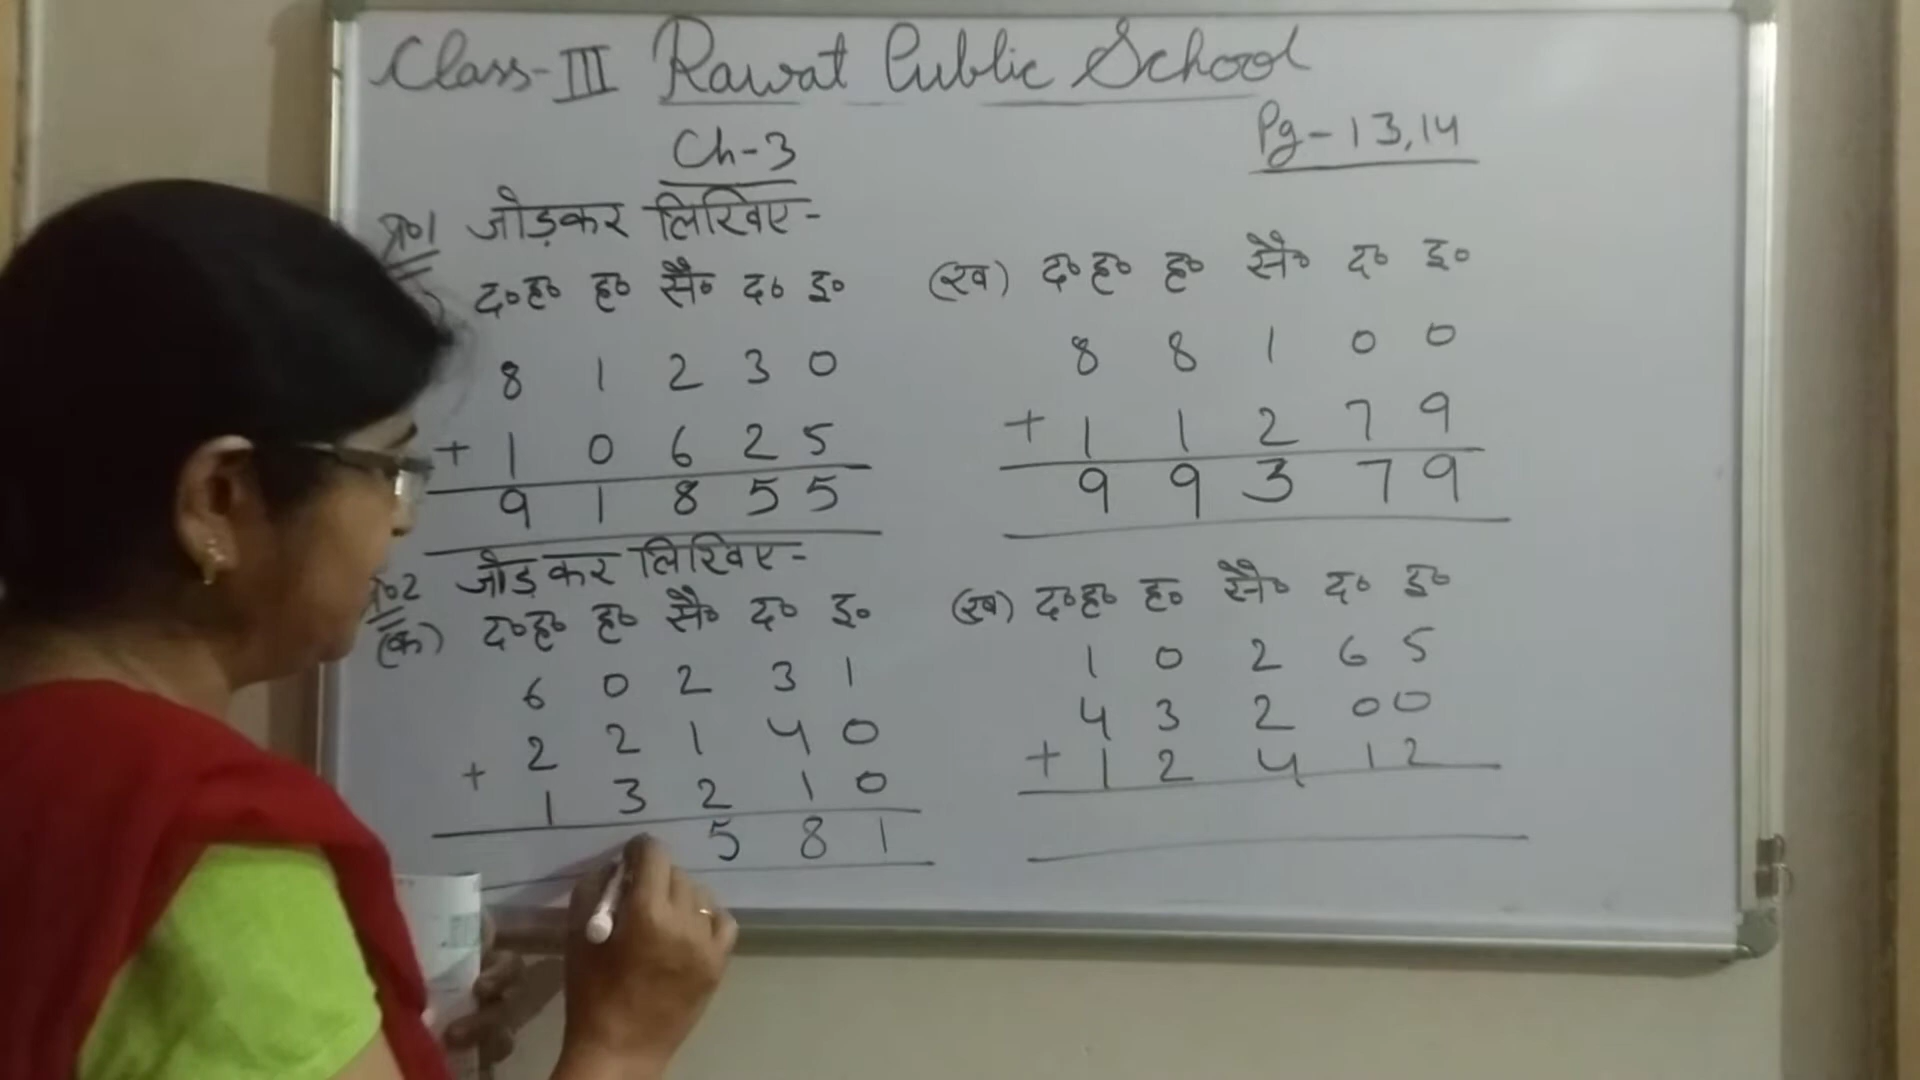 Class-III Rawat Public School
Ch-3
Pg-13,14
प्र०1 जोड़कर लिखिए-
द०ह० ह० सै० द० इ०
8 1 2 3 0
+ 1 0 6 2 5
9 1 8 5 5
(ख) द०ह० ह० सै० द० इ०
8 8 1 0 0
+ 1 1 2 7 9
9 9 3 7 9
प्र०2 जोड़कर लिखिए-
(क) द०ह० ह० सै० द० इ०
6 0 2 3 1
2 2 1 4 0
+ 1 3 2 1 0
5 8 1
(ख) द०ह० ह० सै० द० इ०
1 0 2 6 5
4 3 2 0 0
+ 1 2 4 1 2